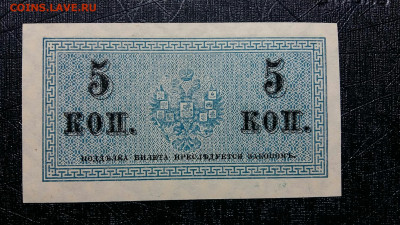 COINS.LAVE.RU
5 5
КОП. КОП.
ПОДДѢЛКА БИЛЕТА ПРЕСЛѢДУЕТСЯ ЗАКОНОМЪ.